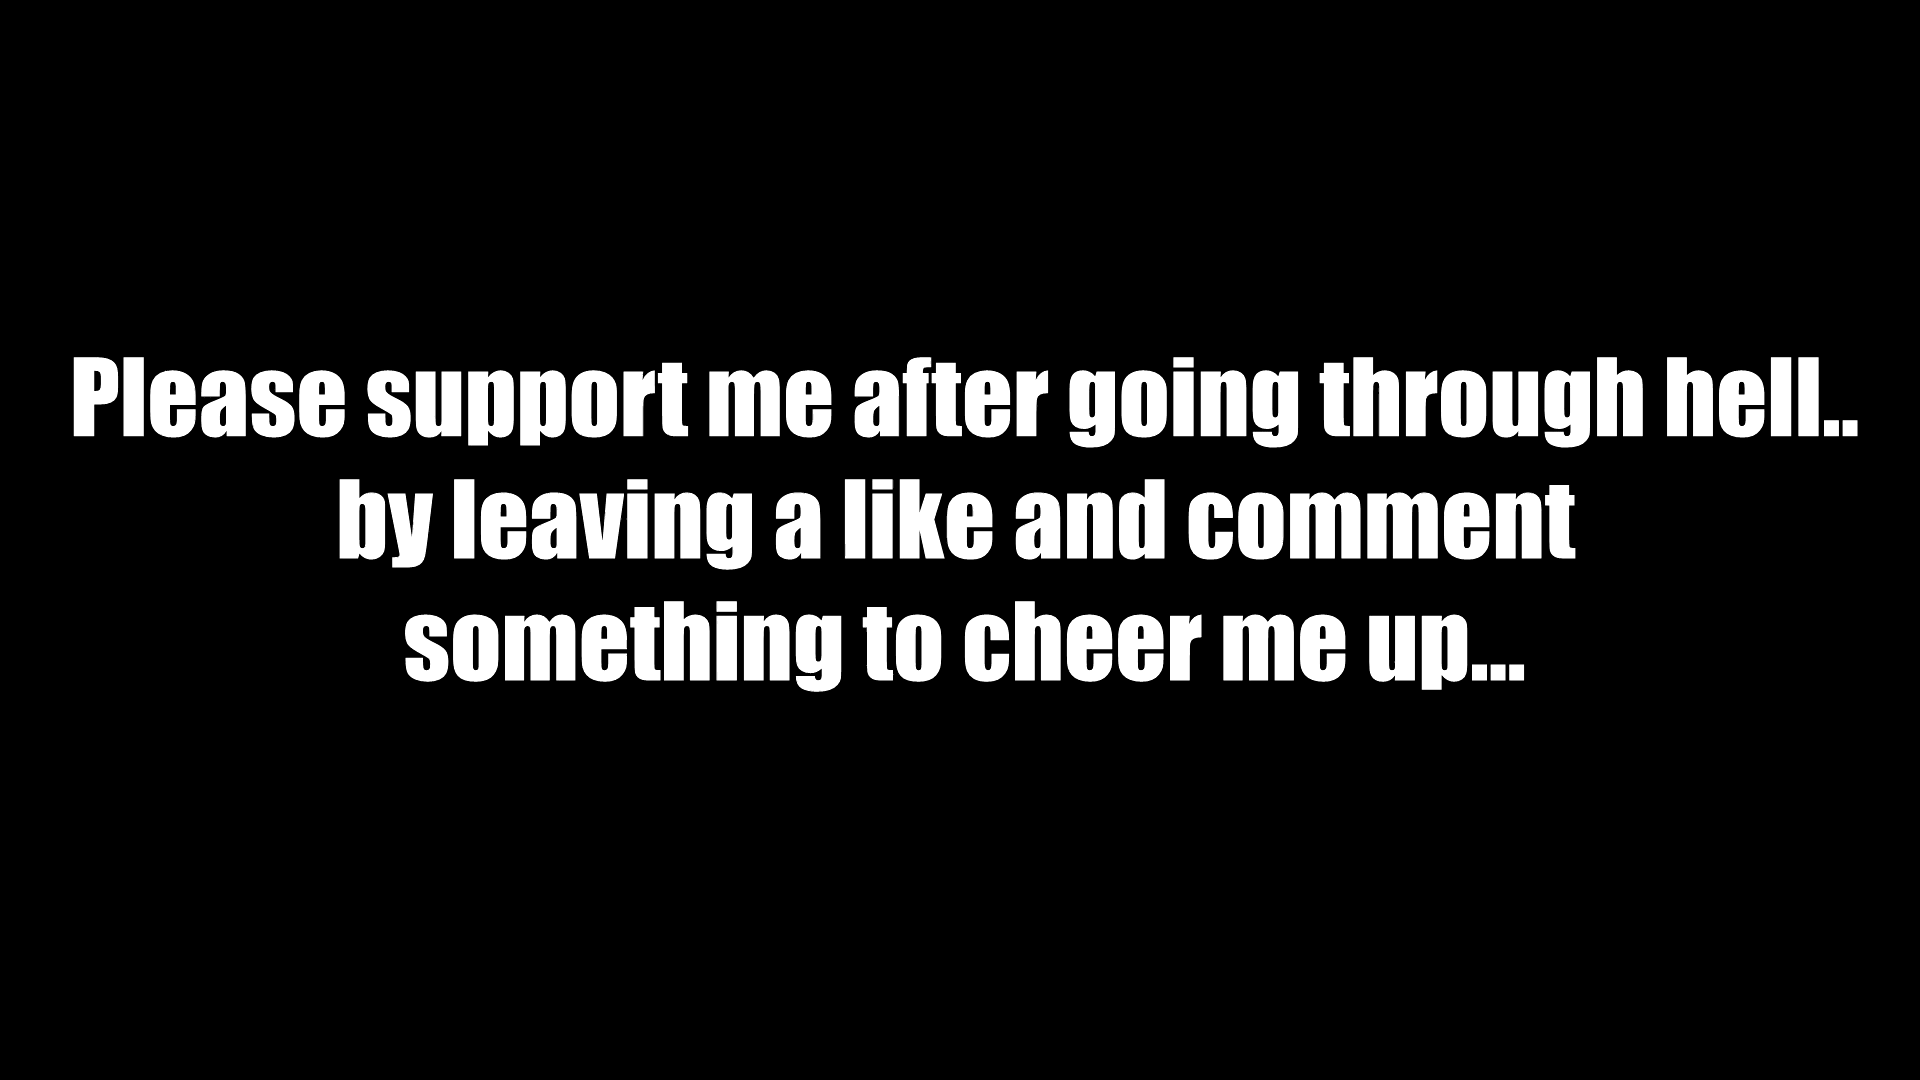 Please support me after going through hell..
by leaving a like and comment
something to cheer me up...